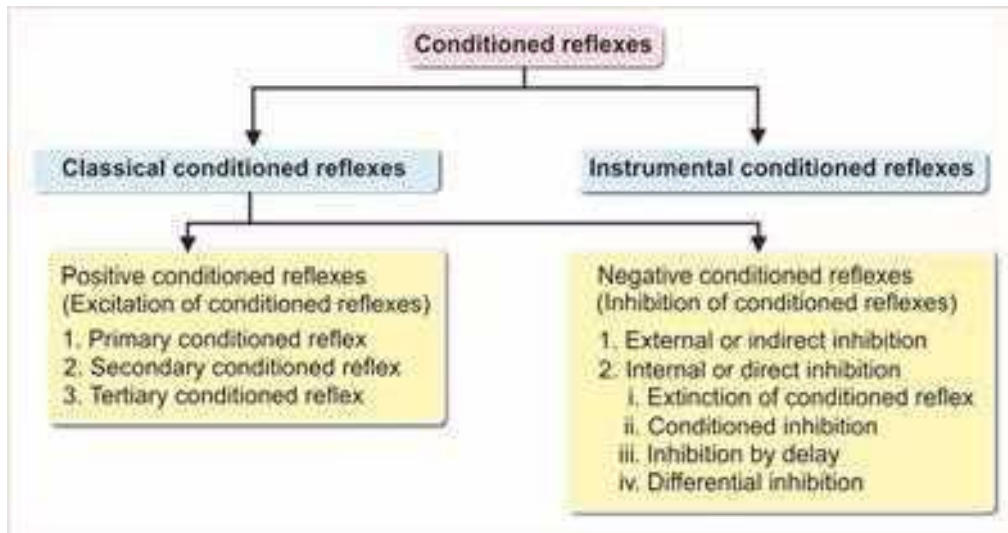 Conditioned reflexes
Classical conditioned reflexes
Instrumental conditioned reflexes
Positive conditioned reflexes
(Excitation of conditioned reflexes)
1. Primary conditioned reflex
2. Secondary conditioned reflex
3. Tertiary conditioned reflex
Negative conditioned reflexes
(Inhibition of conditioned reflexes)
1. External or indirect inhibition
2. Internal or direct inhibition
i. Extinction of conditioned reflex
ii. Conditioned inhibition
iii. Inhibition by delay
iv. Differential inhibition